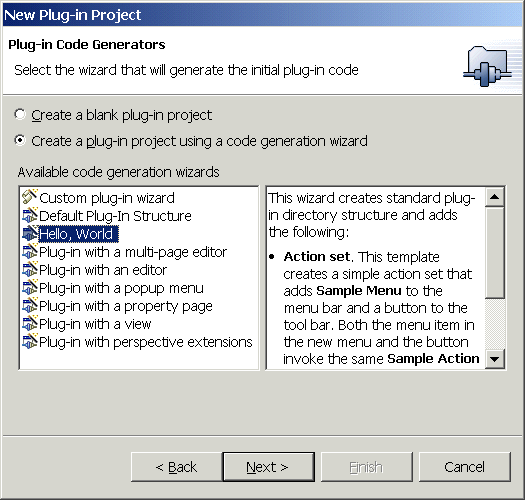 New Plug-in Project
Plug-in Code Generators
Select the wizard that will generate the initial plug-in code
Create a blank plug-in project
Create a plug-in project using a code generation wizard
Available code generation wizards
Custom plug-in wizard
Default Plug-In Structure
Hello, World
Plug-in with a multi-page editor
Plug-in with an editor
Plug-in with a popup menu
Plug-in with a property page
Plug-in with a view
Plug-in with perspective extensions
This wizard creates standard plug-
in directory structure and adds
the following:
• Action set. This template
creates a simple action set that
adds Sample Menu to the
menu bar and a button to the
tool bar. Both the menu item in
the new menu and the button
invoke the same Sample Action
< Back
Next >
Finish
Cancel